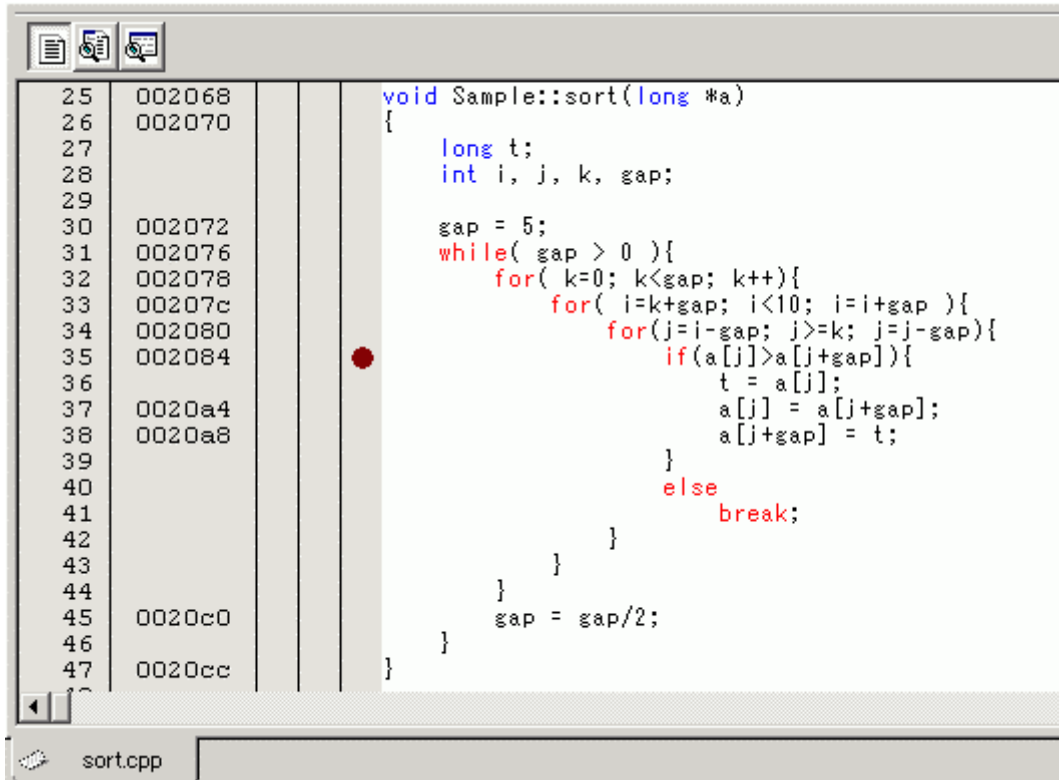 25 002068 void Sample::sort(long *a)
26 002070 {
27 long t;
28 int i, j, k, gap;
29
30 002072 gap = 5;
31 002076 while( gap > 0 ){
32 002078 for( k=0; k<gap; k++){
33 00207c for( i=k+gap; i<10; i=i+gap ){
34 002080 for(j=i-gap; j>=k; j=j-gap){
35 002084 if(a[j]>a[j+gap]){
36 t = a[j];
37 0020a4 a[j] = a[j+gap];
38 0020a8 a[j+gap] = t;
39 }
40 else
41 break;
42 }
43 }
44 }
45 0020c0 gap = gap/2;
46 }
47 0020cc }
sort.cpp